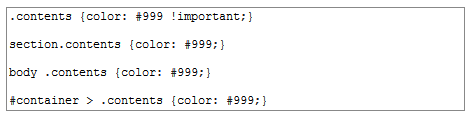 .contents {color: #999 !important;}
section.contents {color: #999;}
body .contents {color: #999;}
#container > .contents {color: #999;}